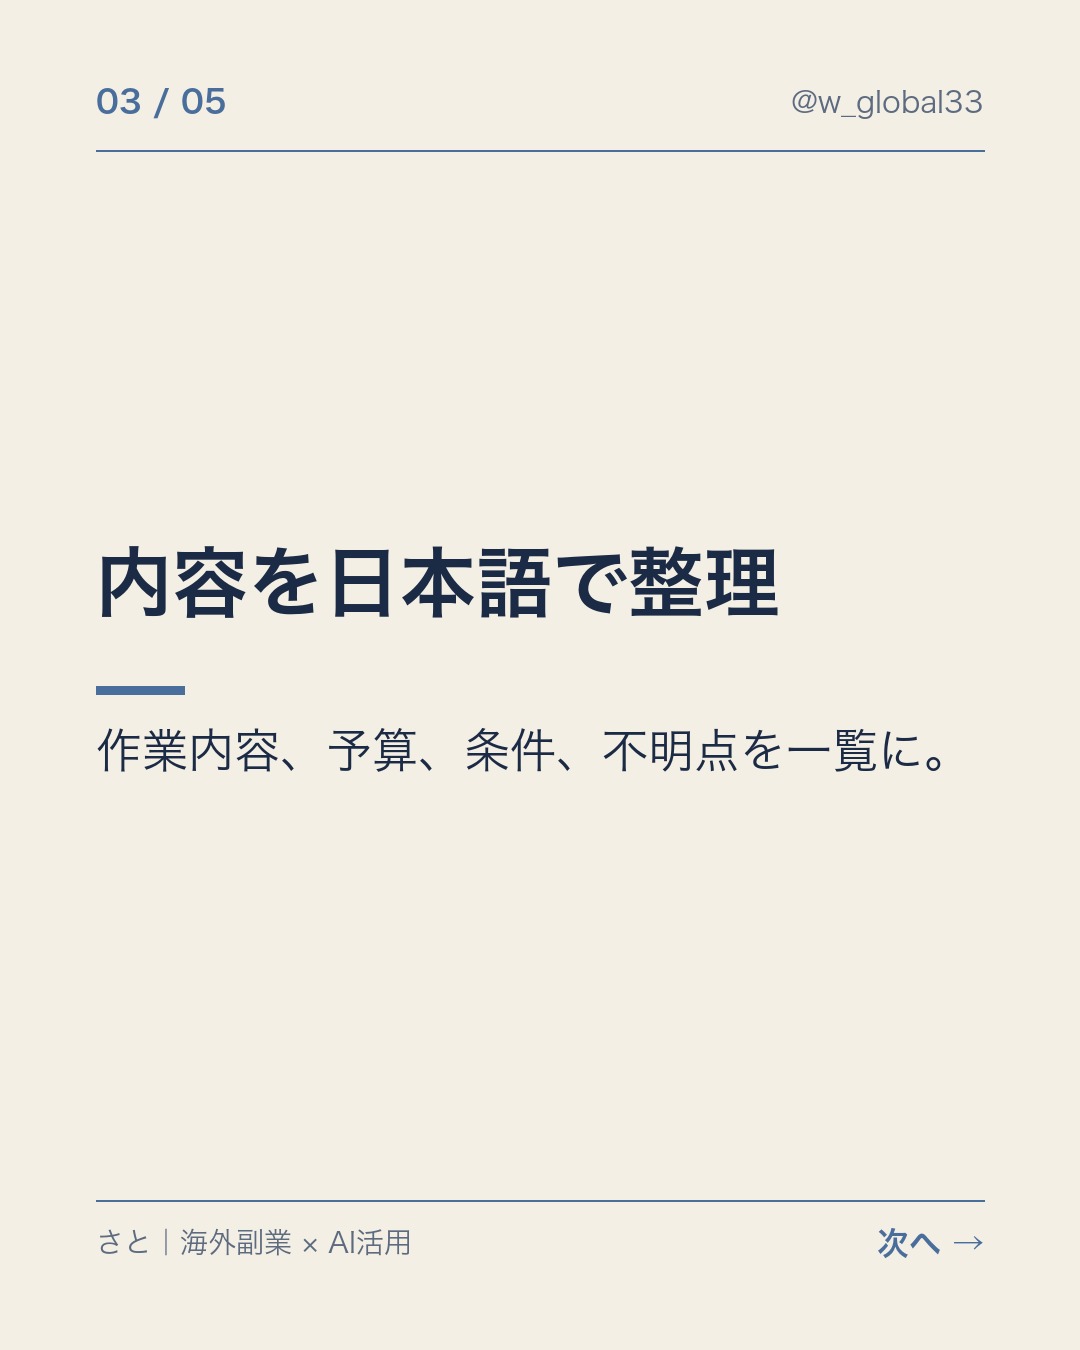 03 / 05
@w_global33
内容を日本語で整理
作業内容、予算、条件、不明点を一覧に。
さと｜海外副業 × AI活用
次へ →